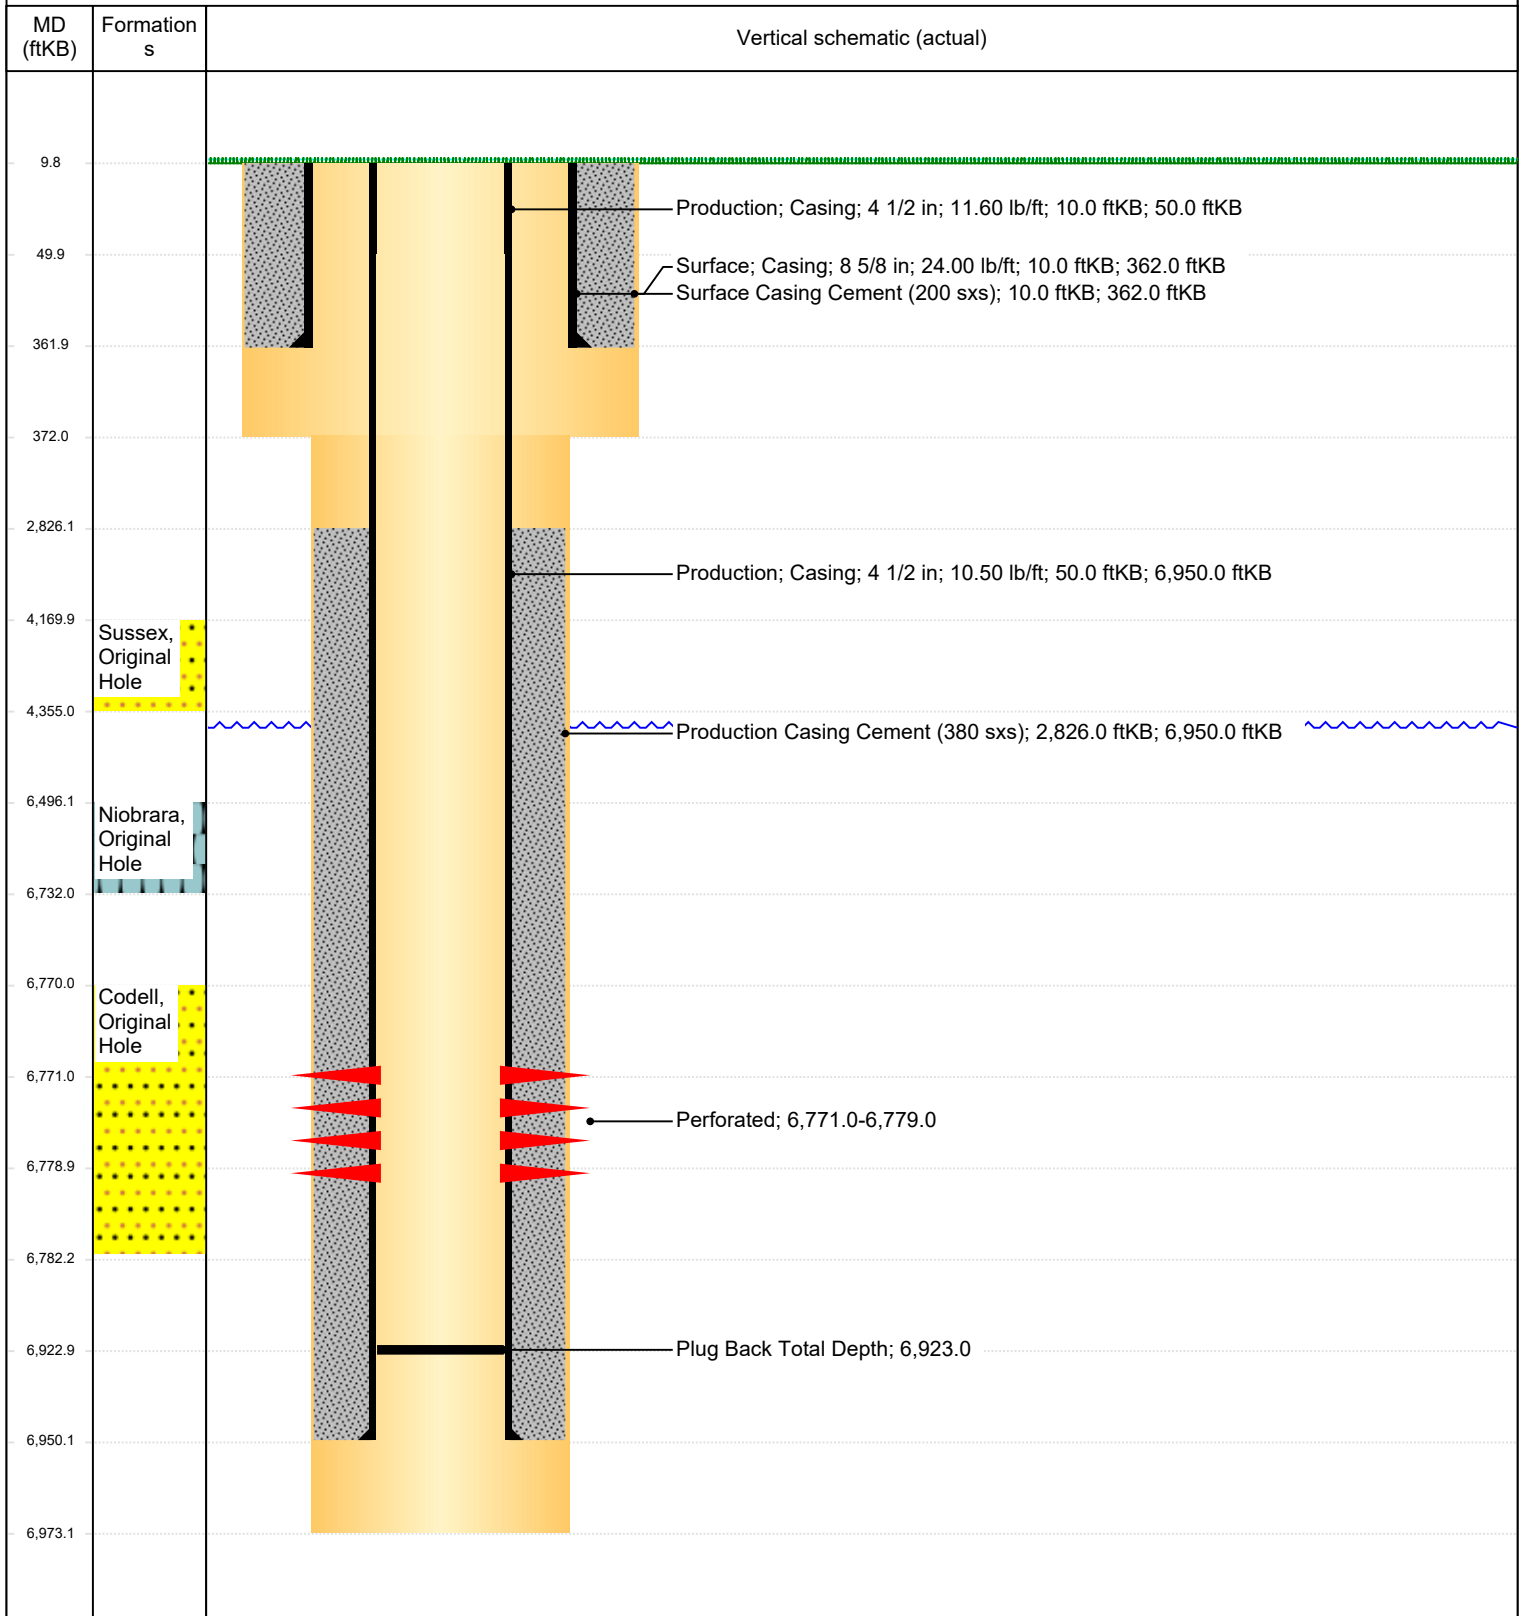 MD
(ftKB)
Formation
s
Vertical schematic (actual)
9.8
Production; Casing; 4 1/2 in; 11.60 lb/ft; 10.0 ftKB; 50.0 ftKB
49.9
Surface; Casing; 8 5/8 in; 24.00 lb/ft; 10.0 ftKB; 362.0 ftKB
Surface Casing Cement (200 sxs); 10.0 ftKB; 362.0 ftKB
361.9
372.0
2,826.1
Production; Casing; 4 1/2 in; 10.50 lb/ft; 50.0 ftKB; 6,950.0 ftKB
4,169.9
Sussex,
Original
Hole
4,355.0
Production Casing Cement (380 sxs); 2,826.0 ftKB; 6,950.0 ftKB
6,496.1
Niobrara,
Original
Hole
6,732.0
6,770.0
Codell,
Original
Hole
6,771.0
Perforated; 6,771.0-6,779.0
6,778.9
6,782.2
6,922.9
Plug Back Total Depth; 6,923.0
6,950.1
6,973.1